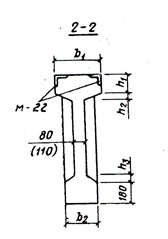 2-2
b₁
h₁
h₂
м-22
80
(110)
h₃
180
b₂